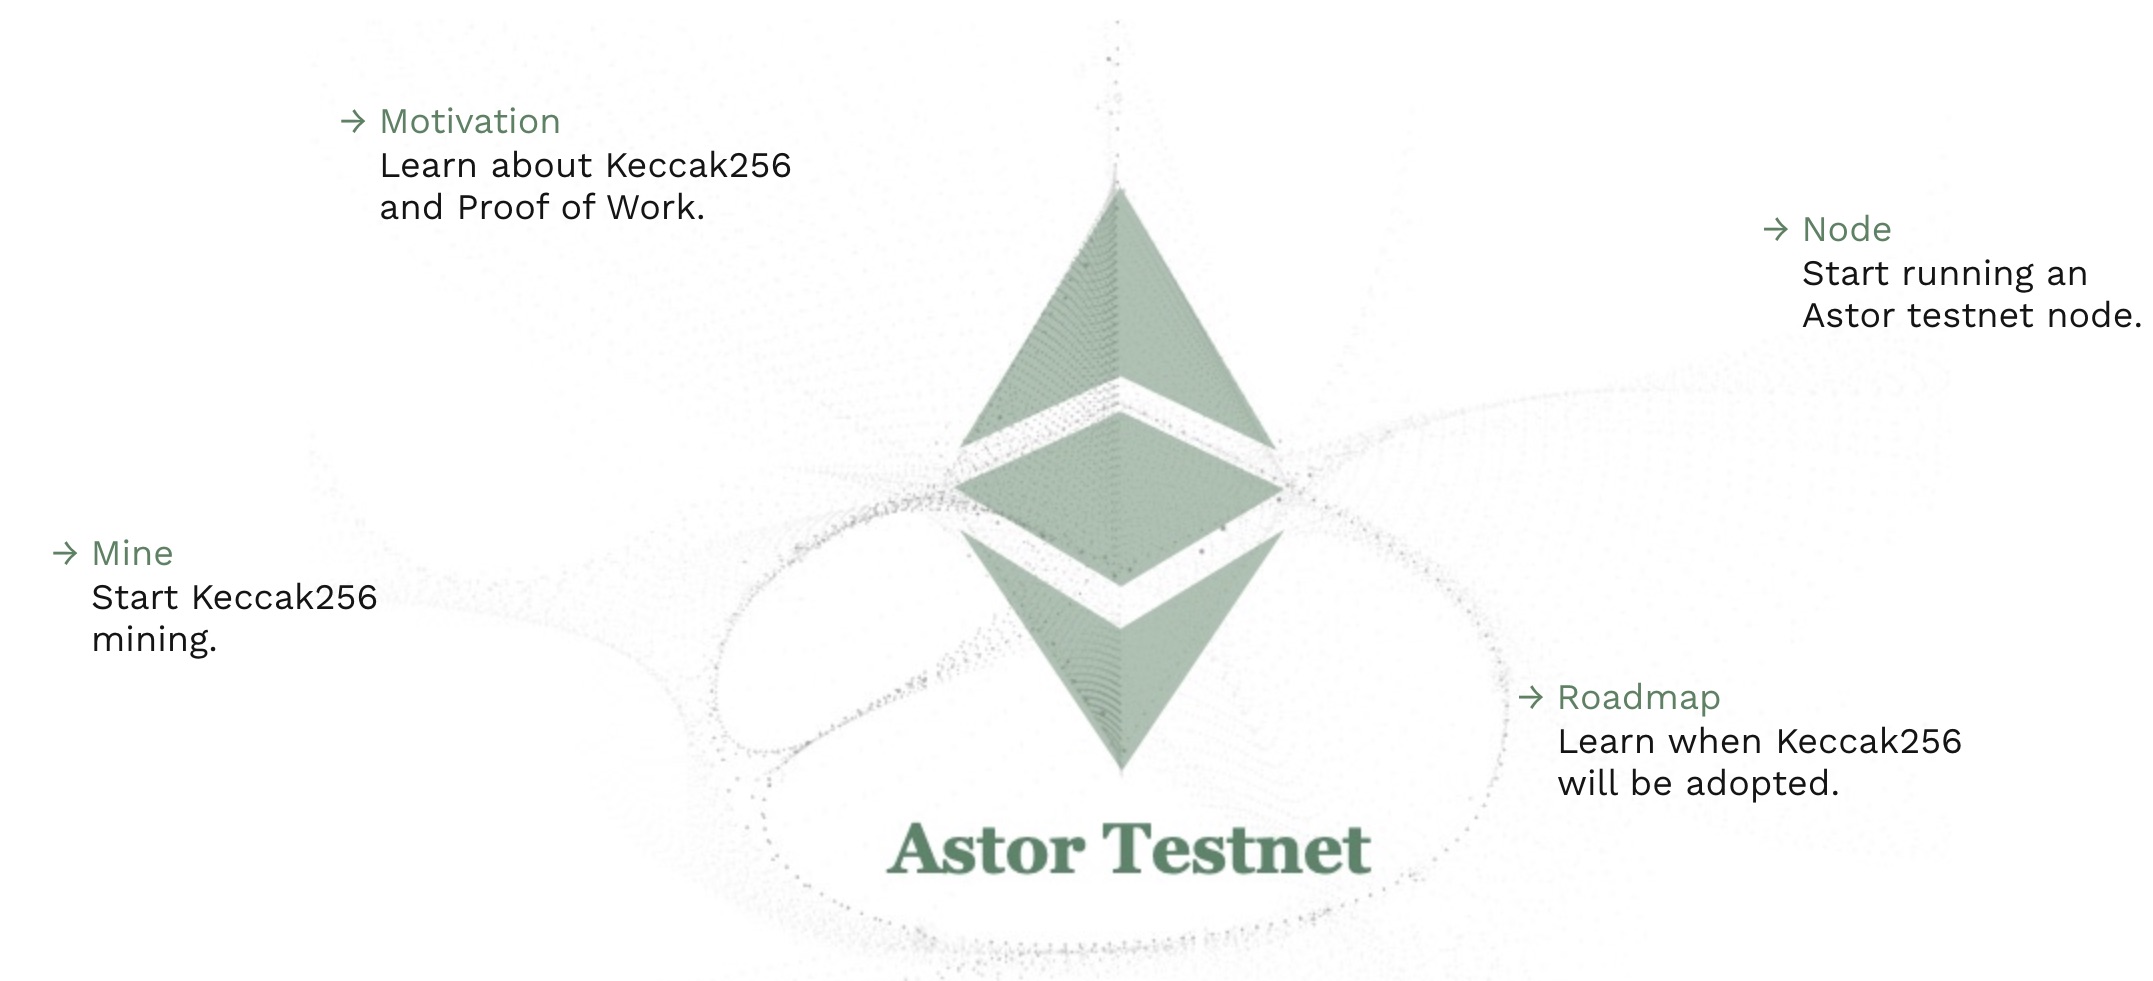 → Motivation
Learn about Keccak256
and Proof of Work.
→ Node
Start running an
Astor testnet node.
→ Mine
Start Keccak256
mining.
→ Roadmap
Learn when Keccak256
will be adopted.
Astor Testnet